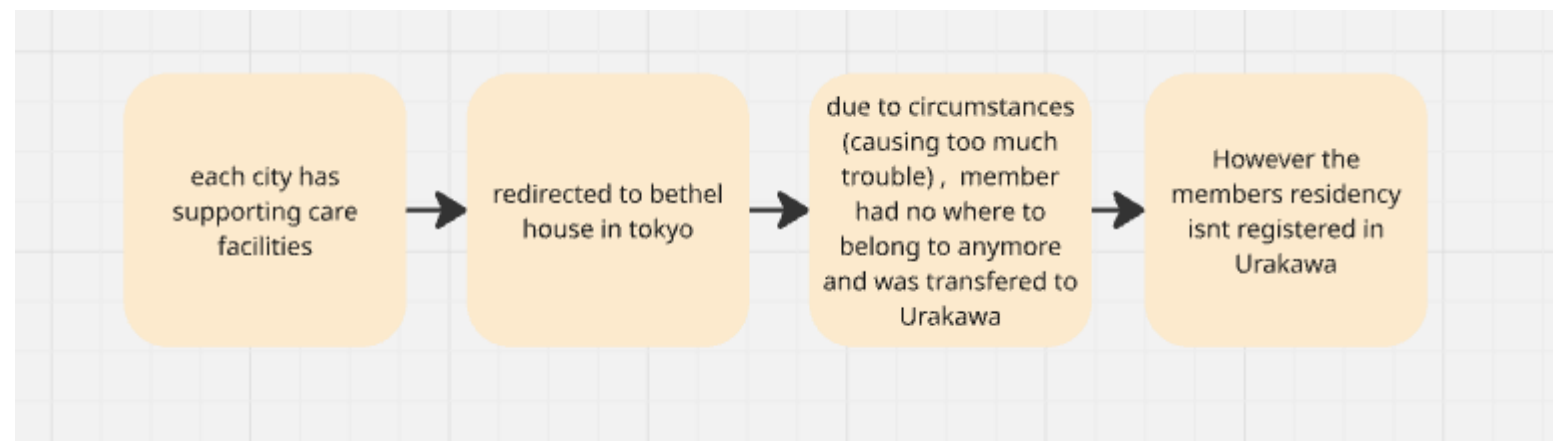 each city has
supporting care
facilities
redirected to bethel
house in tokyo
due to circumstances
(causing too much
trouble) , member
had no where to
belong to anymore
and was transfered to
Urakawa
However the
members residency
isnt registered in
Urakawa